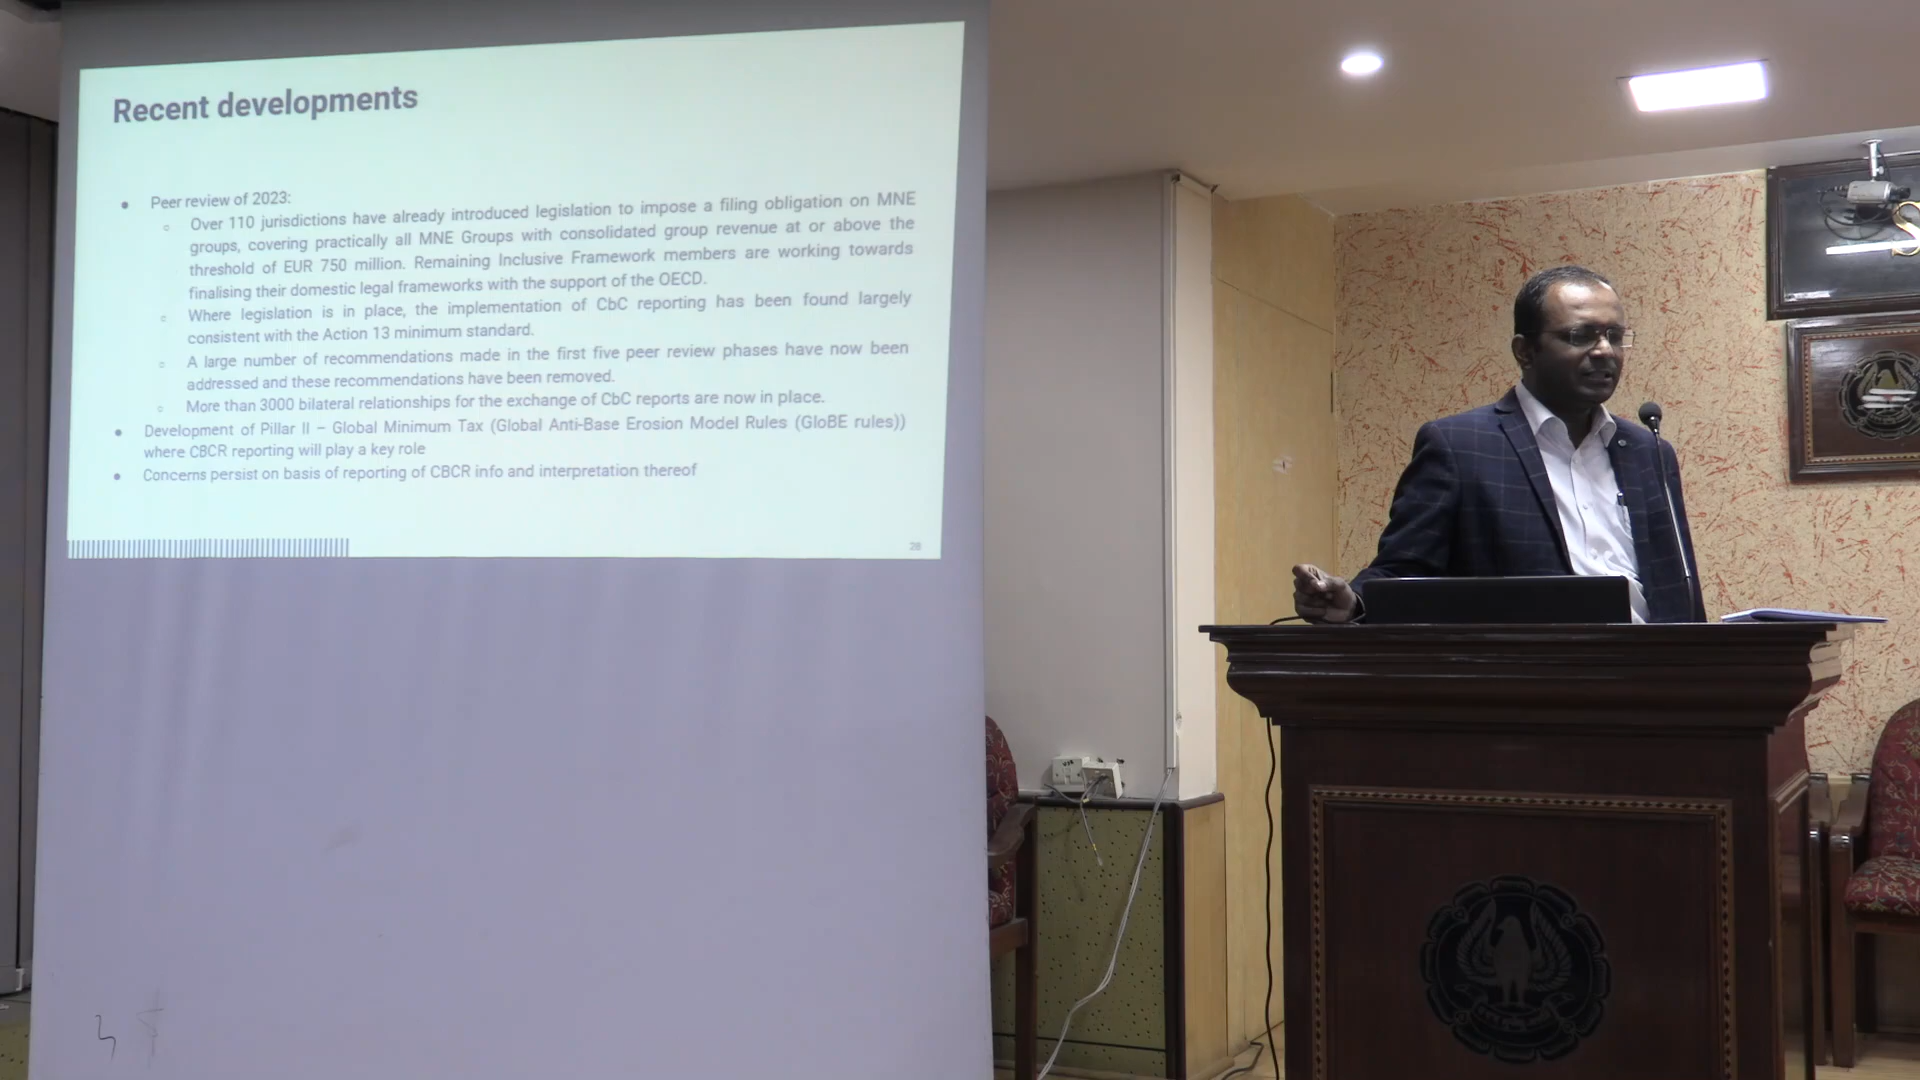 Recent developments
• Peer review of 2023:
○ Over 110 jurisdictions have already introduced legislation to impose a filing obligation on MNE
groups, covering practically all MNE Groups with consolidated group revenue at or above the
threshold of EUR 750 million. Remaining Inclusive Framework members are working towards
finalising their domestic legal frameworks with the support of the OECD.
○ Where legislation is in place, the implementation of CbC reporting has been found largely
consistent with the Action 13 minimum standard.
○ A large number of recommendations made in the first five peer review phases have now been
addressed and these recommendations have been removed.
○ More than 3000 bilateral relationships for the exchange of CbC reports are now in place.
• Development of Pillar II – Global Minimum Tax (Global Anti-Base Erosion Model Rules (GloBE rules))
where CBCR reporting will play a key role
• Concerns persist on basis of reporting of CBCR info and interpretation thereof
28